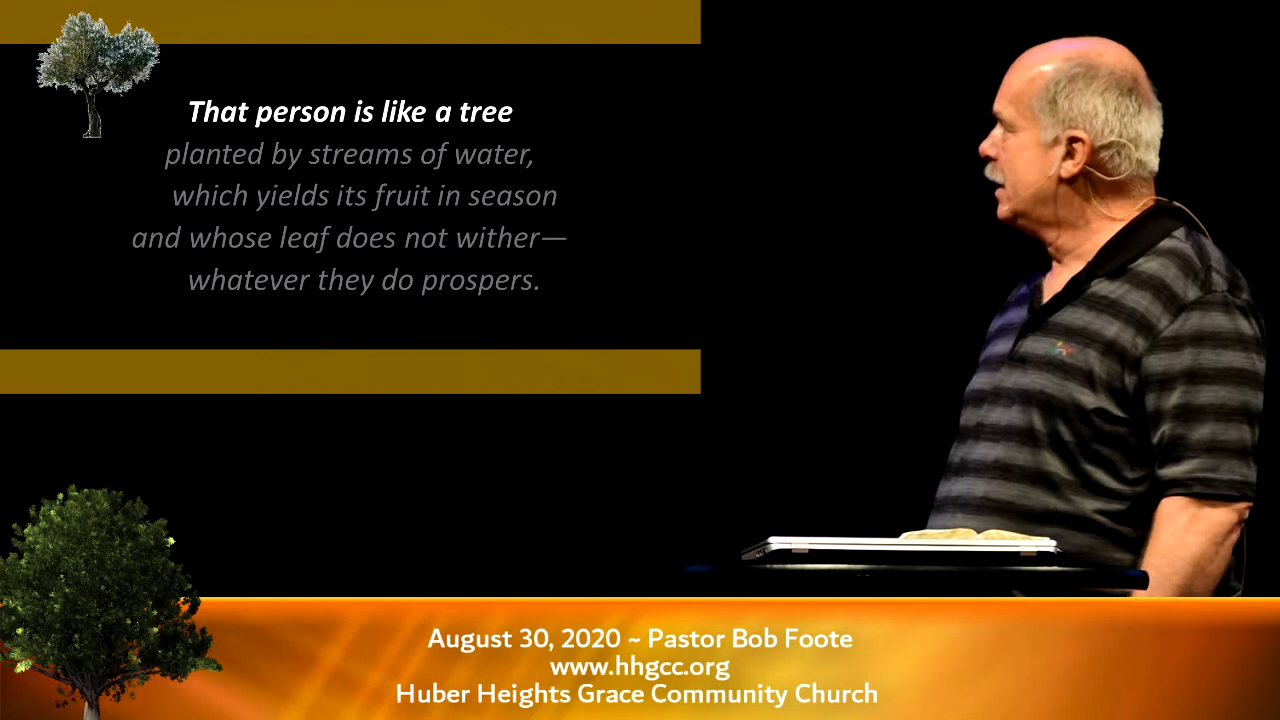 That person is like a tree
planted by streams of water,
which yields its fruit in season
and whose leaf does not wither—
whatever they do prospers.
August 30, 2020 ~ Pastor Bob Foote
www.hhgcc.org
Huber Heights Grace Community Church